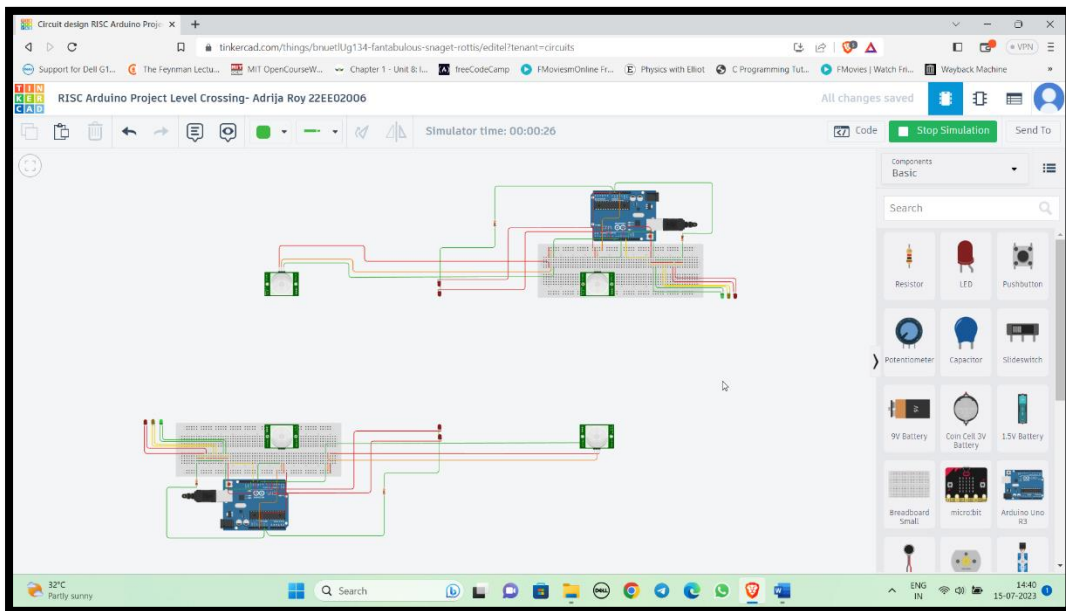 Circuit design RISC Arduino Proje
tinkercad.com/things/bruetlUg134-fantabulous-snaget-rottis/editel?tenant=circuits
VPN
Support for Dell G1...
The Feynman Lectu...
MIT OpenCourseW...
Chapter 1 - Unit 8: I...
freeCodeCamp
FMoviesmOnline Fr...
Physics with Elliot
C Programming Tut...
FMovies | Watch Fri...
Wayback Machine
TIN
KER
CAD
RISC Arduino Project Level Crossing- Adrija Roy 22EE02006
All changes saved
Simulator time: 00:00:26
Code
Stop Simulation
Send To
Components
Basic
Search
Resistor
LED
Pushbutton
Potentiometer
Capacitor
Slideswitch
9V Battery
Coin Cell 3V
Battery
1.5V Battery
Breadboard
Small
micro:bit
Arduino Uno
R3
32°C
Partly sunny
Search
ENG
IN
14:40
15-07-2023